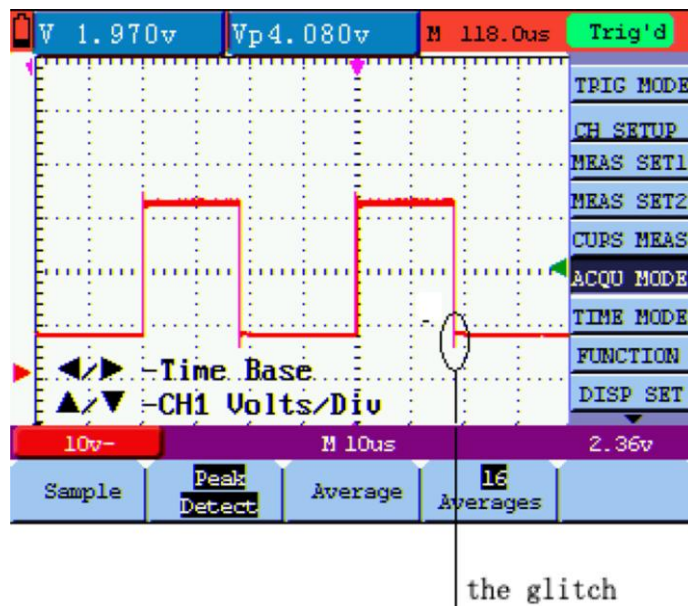 V 1.970v Vp4.080v M 118.0us Trig'd
TRIG MODE
CH SETUP
MEAS SET1
MEAS SET2
CURS MEAS
ACQU MODE
TIME MODE
FUNCTION
DISP SET
◀/▶ -Time Base
▲/▼ -CH1 Volts/Div
10v- M 10us 2.36v
Sample Peak Detect Average 16 Averages
the glitch